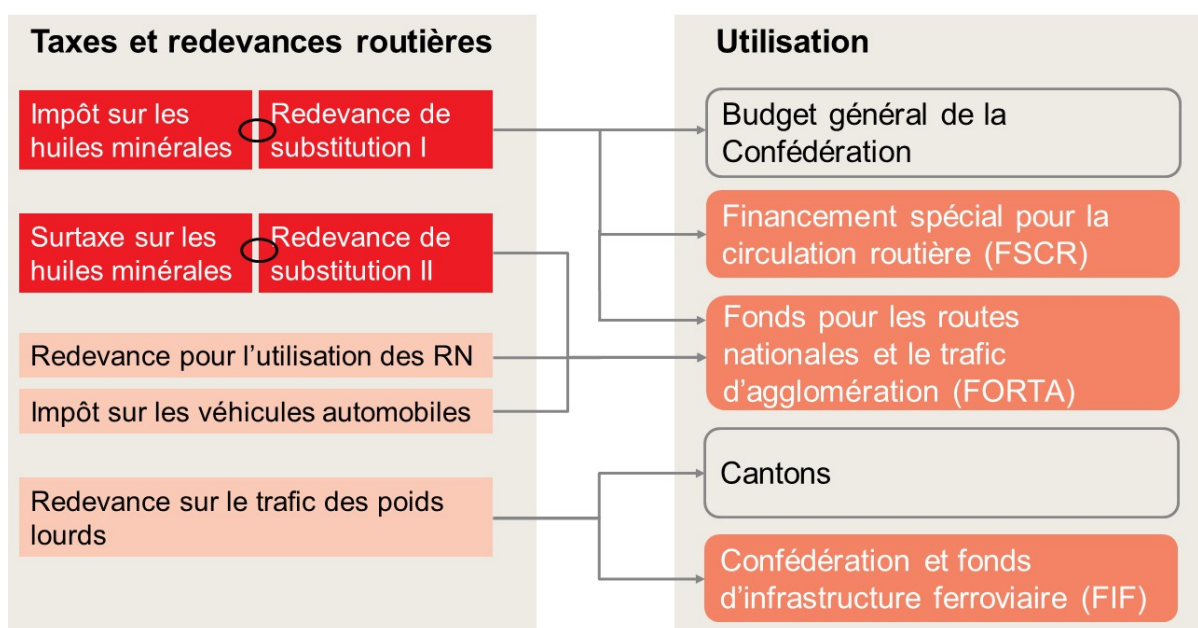 Taxes et redevances routières
Impôt sur les
huiles minérales
Redevance de
substitution I
Surtaxe sur les
huiles minérales
Redevance de
substitution II
Redevance pour l’utilisation des RN
Impôt sur les véhicules automobiles
Redevance sur le trafic des poids
lourds
Utilisation
Budget général de la
Confédération
Financement spécial pour la
circulation routière (FSCR)
Fonds pour les routes
nationales et le trafic
d’agglomération (FORTA)
Cantons
Confédération et fonds
d’infrastructure ferroviaire (FIF)